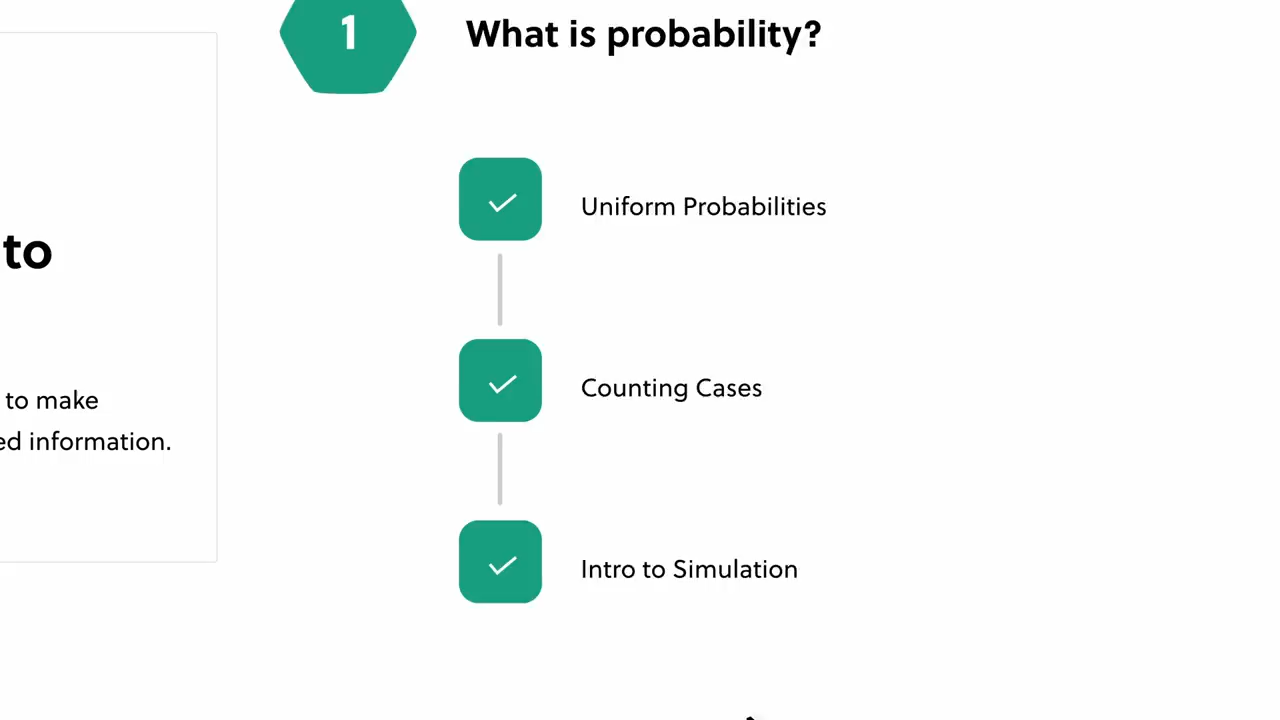 1
What is probability?
Uniform Probabilities
to
Counting Cases
to make
ed information.
Intro to Simulation